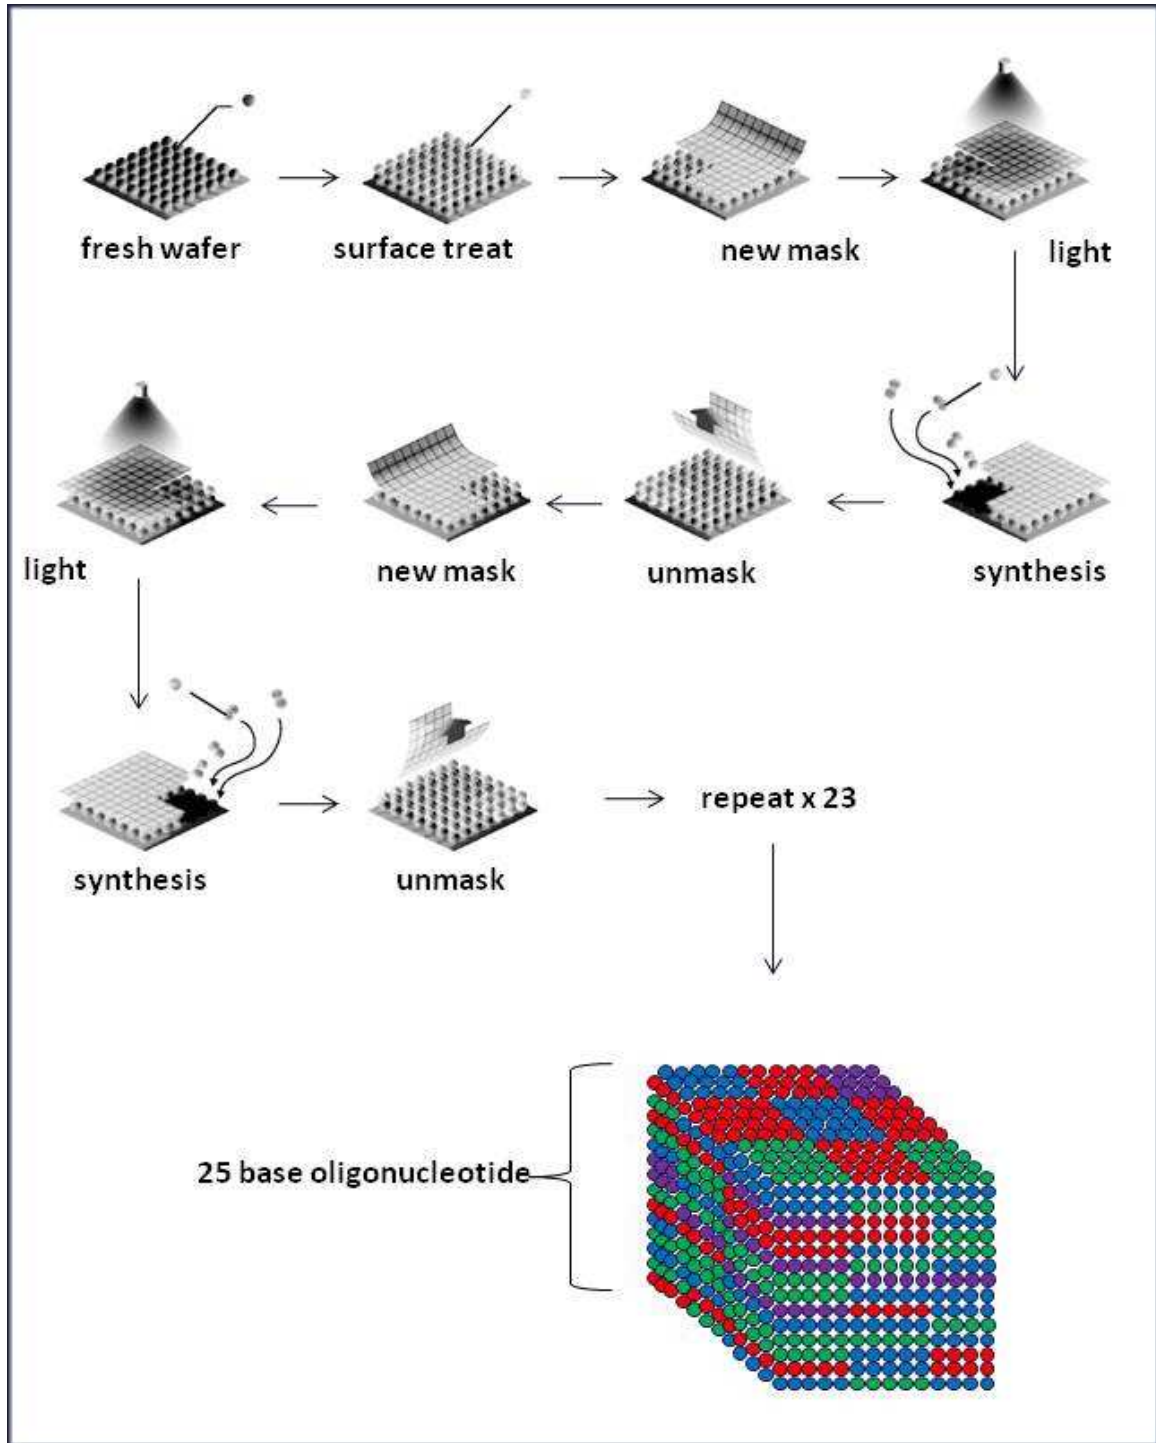 fresh wafer
surface treat
new mask
light
light
new mask
unmask
synthesis
synthesis
unmask
repeat x 23
25 base oligonucleotide